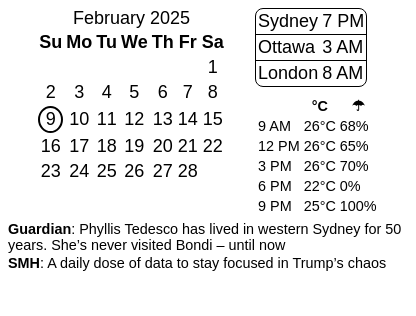 February 2025
Su Mo Tu We Th Fr Sa
1
2 3 4 5 6 7 8
9 10 11 12 13 14 15
16 17 18 19 20 21 22
23 24 25 26 27 28
Sydney 7 PM
Ottawa 3 AM
London 8 AM
°C ☂
9 AM 26°C 68%
12 PM 26°C 65%
3 PM 26°C 70%
6 PM 22°C 0%
9 PM 25°C 100%
Guardian: Phyllis Tedesco has lived in western Sydney for 50
years. She’s never visited Bondi – until now
SMH: A daily dose of data to stay focused in Trump’s chaos